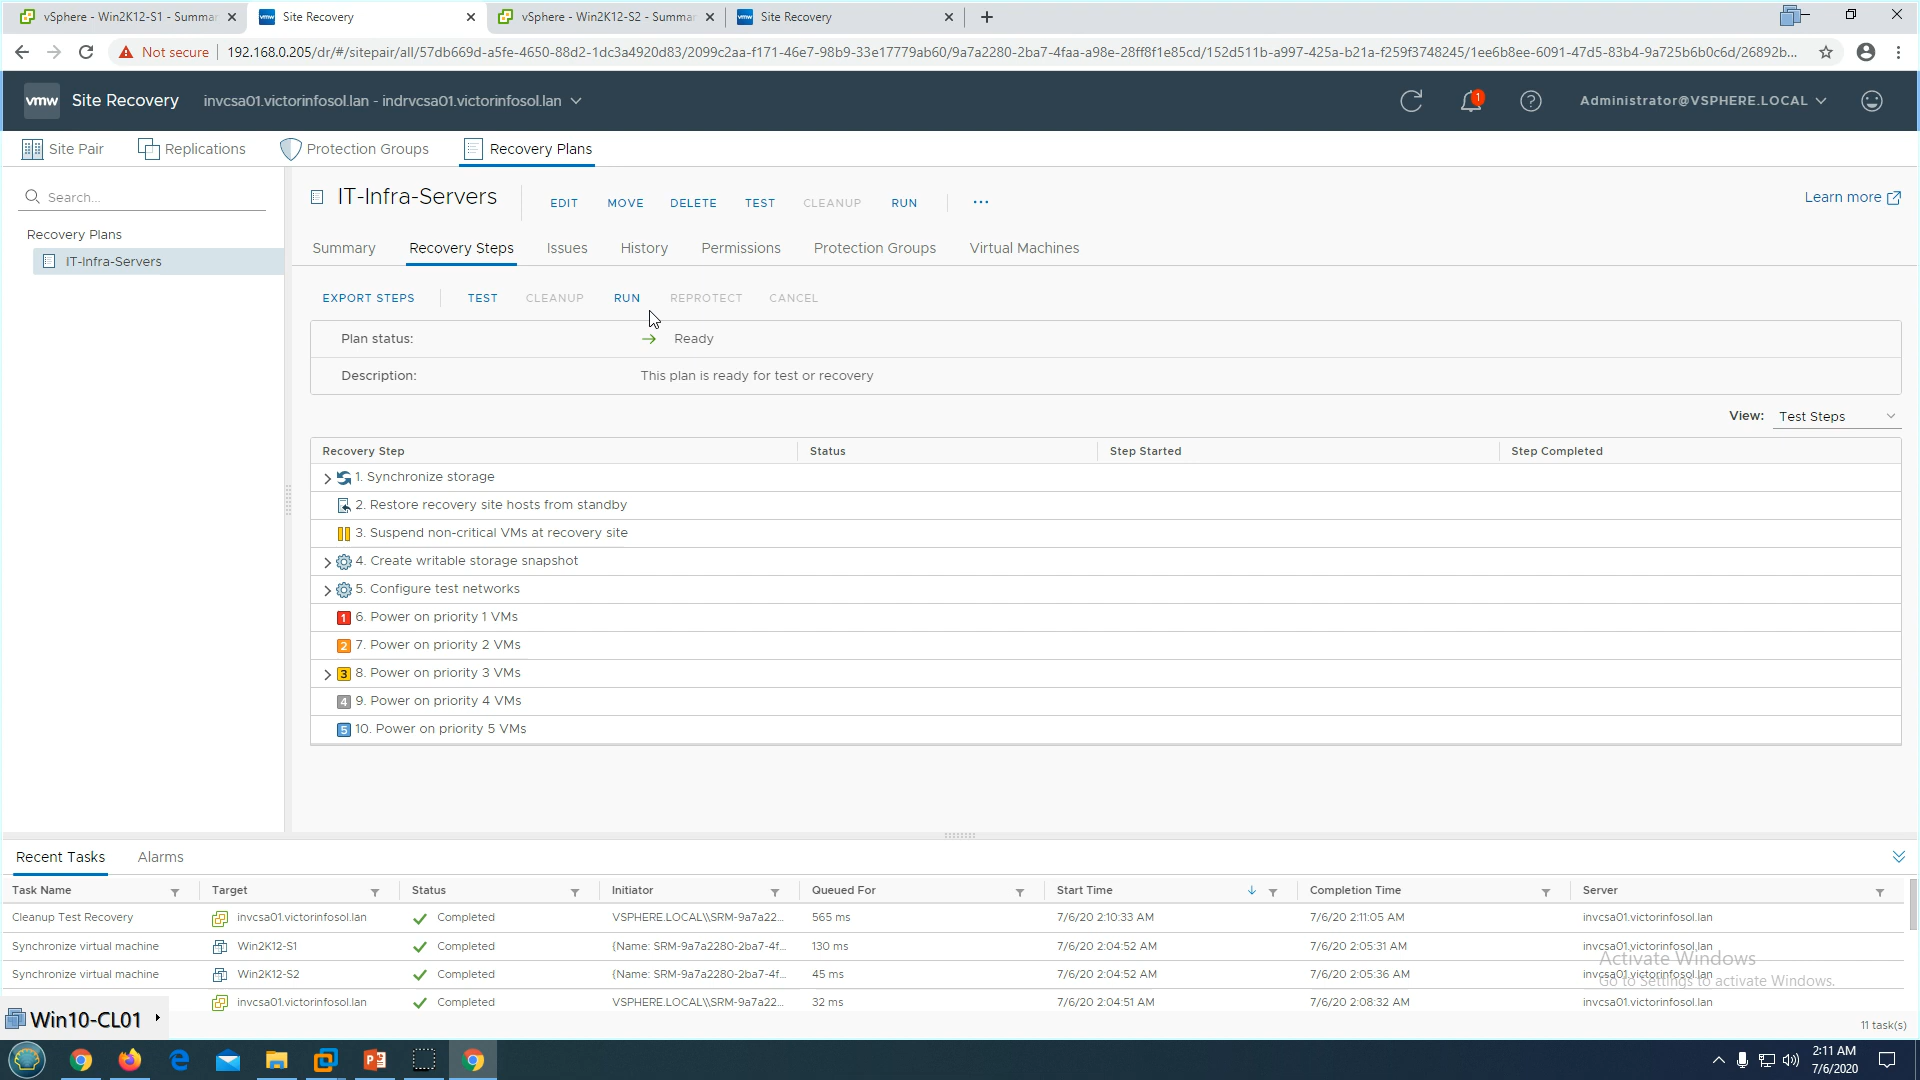 vSphere - Win2K12-S1 - Summar
Site Recovery
vSphere - Win2K12-S2 - Summar
Site Recovery
Not secure
192.168.0.205/dr/#/sitepair/all/57db669d-a5fe-4650-88d2-1dc3a4920d83/2099c2aa-f171-46e7-98b9-33e17779ab60/9a7a2280-2ba7-4faa-a98e-28ff8f1e85cd/152d511b-a997-425a-b21a-f259f3748245/1ee6b8ee-6091-47d5-83b4-9a725b6b0c6d/26892b...
vmw Site Recovery invcsa01.victorinfosol.lan - indrvcsa01.victorinfosol.lan
1
Administrator@VSPHERE.LOCAL
Site Pair Replications Protection Groups Recovery Plans
Search...
Recovery Plans
IT-Infra-Servers
IT-Infra-Servers EDIT MOVE DELETE TEST CLEANUP RUN ...
Learn more
Summary Recovery Steps Issues History Permissions Protection Groups Virtual Machines
EXPORT STEPS TEST CLEANUP RUN REPROTECT CANCEL
Plan status: Ready
Description: This plan is ready for test or recovery
View: Test Steps
Recovery Step Status Step Started Step Completed
1. Synchronize storage
2. Restore recovery site hosts from standby
3. Suspend non-critical VMs at recovery site
4. Create writable storage snapshot
5. Configure test networks
1 6. Power on priority 1 VMs
2 7. Power on priority 2 VMs
3 8. Power on priority 3 VMs
4 9. Power on priority 4 VMs
5 10. Power on priority 5 VMs
Recent Tasks Alarms
Task Name Target Status Initiator Queued For Start Time Completion Time Server
Cleanup Test Recovery invcsa01.victorinfosol.lan Completed VSPHERE.LOCAL\\SRM-9a7a22... 565 ms 7/6/20 2:10:33 AM 7/6/20 2:11:05 AM invcsa01.victorinfosol.lan
Synchronize virtual machine Win2K12-S1 Completed {Name: SRM-9a7a2280-2ba7-4f... 130 ms 7/6/20 2:04:52 AM 7/6/20 2:05:31 AM invcsa01.victorinfosol.lan
Synchronize virtual machine Win2K12-S2 Completed {Name: SRM-9a7a2280-2ba7-4f... 45 ms 7/6/20 2:04:52 AM 7/6/20 2:05:36 AM invcsa01.victorinfosol.lan
invcsa01.victorinfosol.lan Completed VSPHERE.LOCAL\\SRM-9a7a22... 32 ms 7/6/20 2:04:51 AM 7/6/20 2:08:32 AM invcsa01.victorinfosol.lan
Activate Windows
Go to Settings to activate Windows.
11 task(s)
Win10-CL01
2:11 AM
7/6/2020